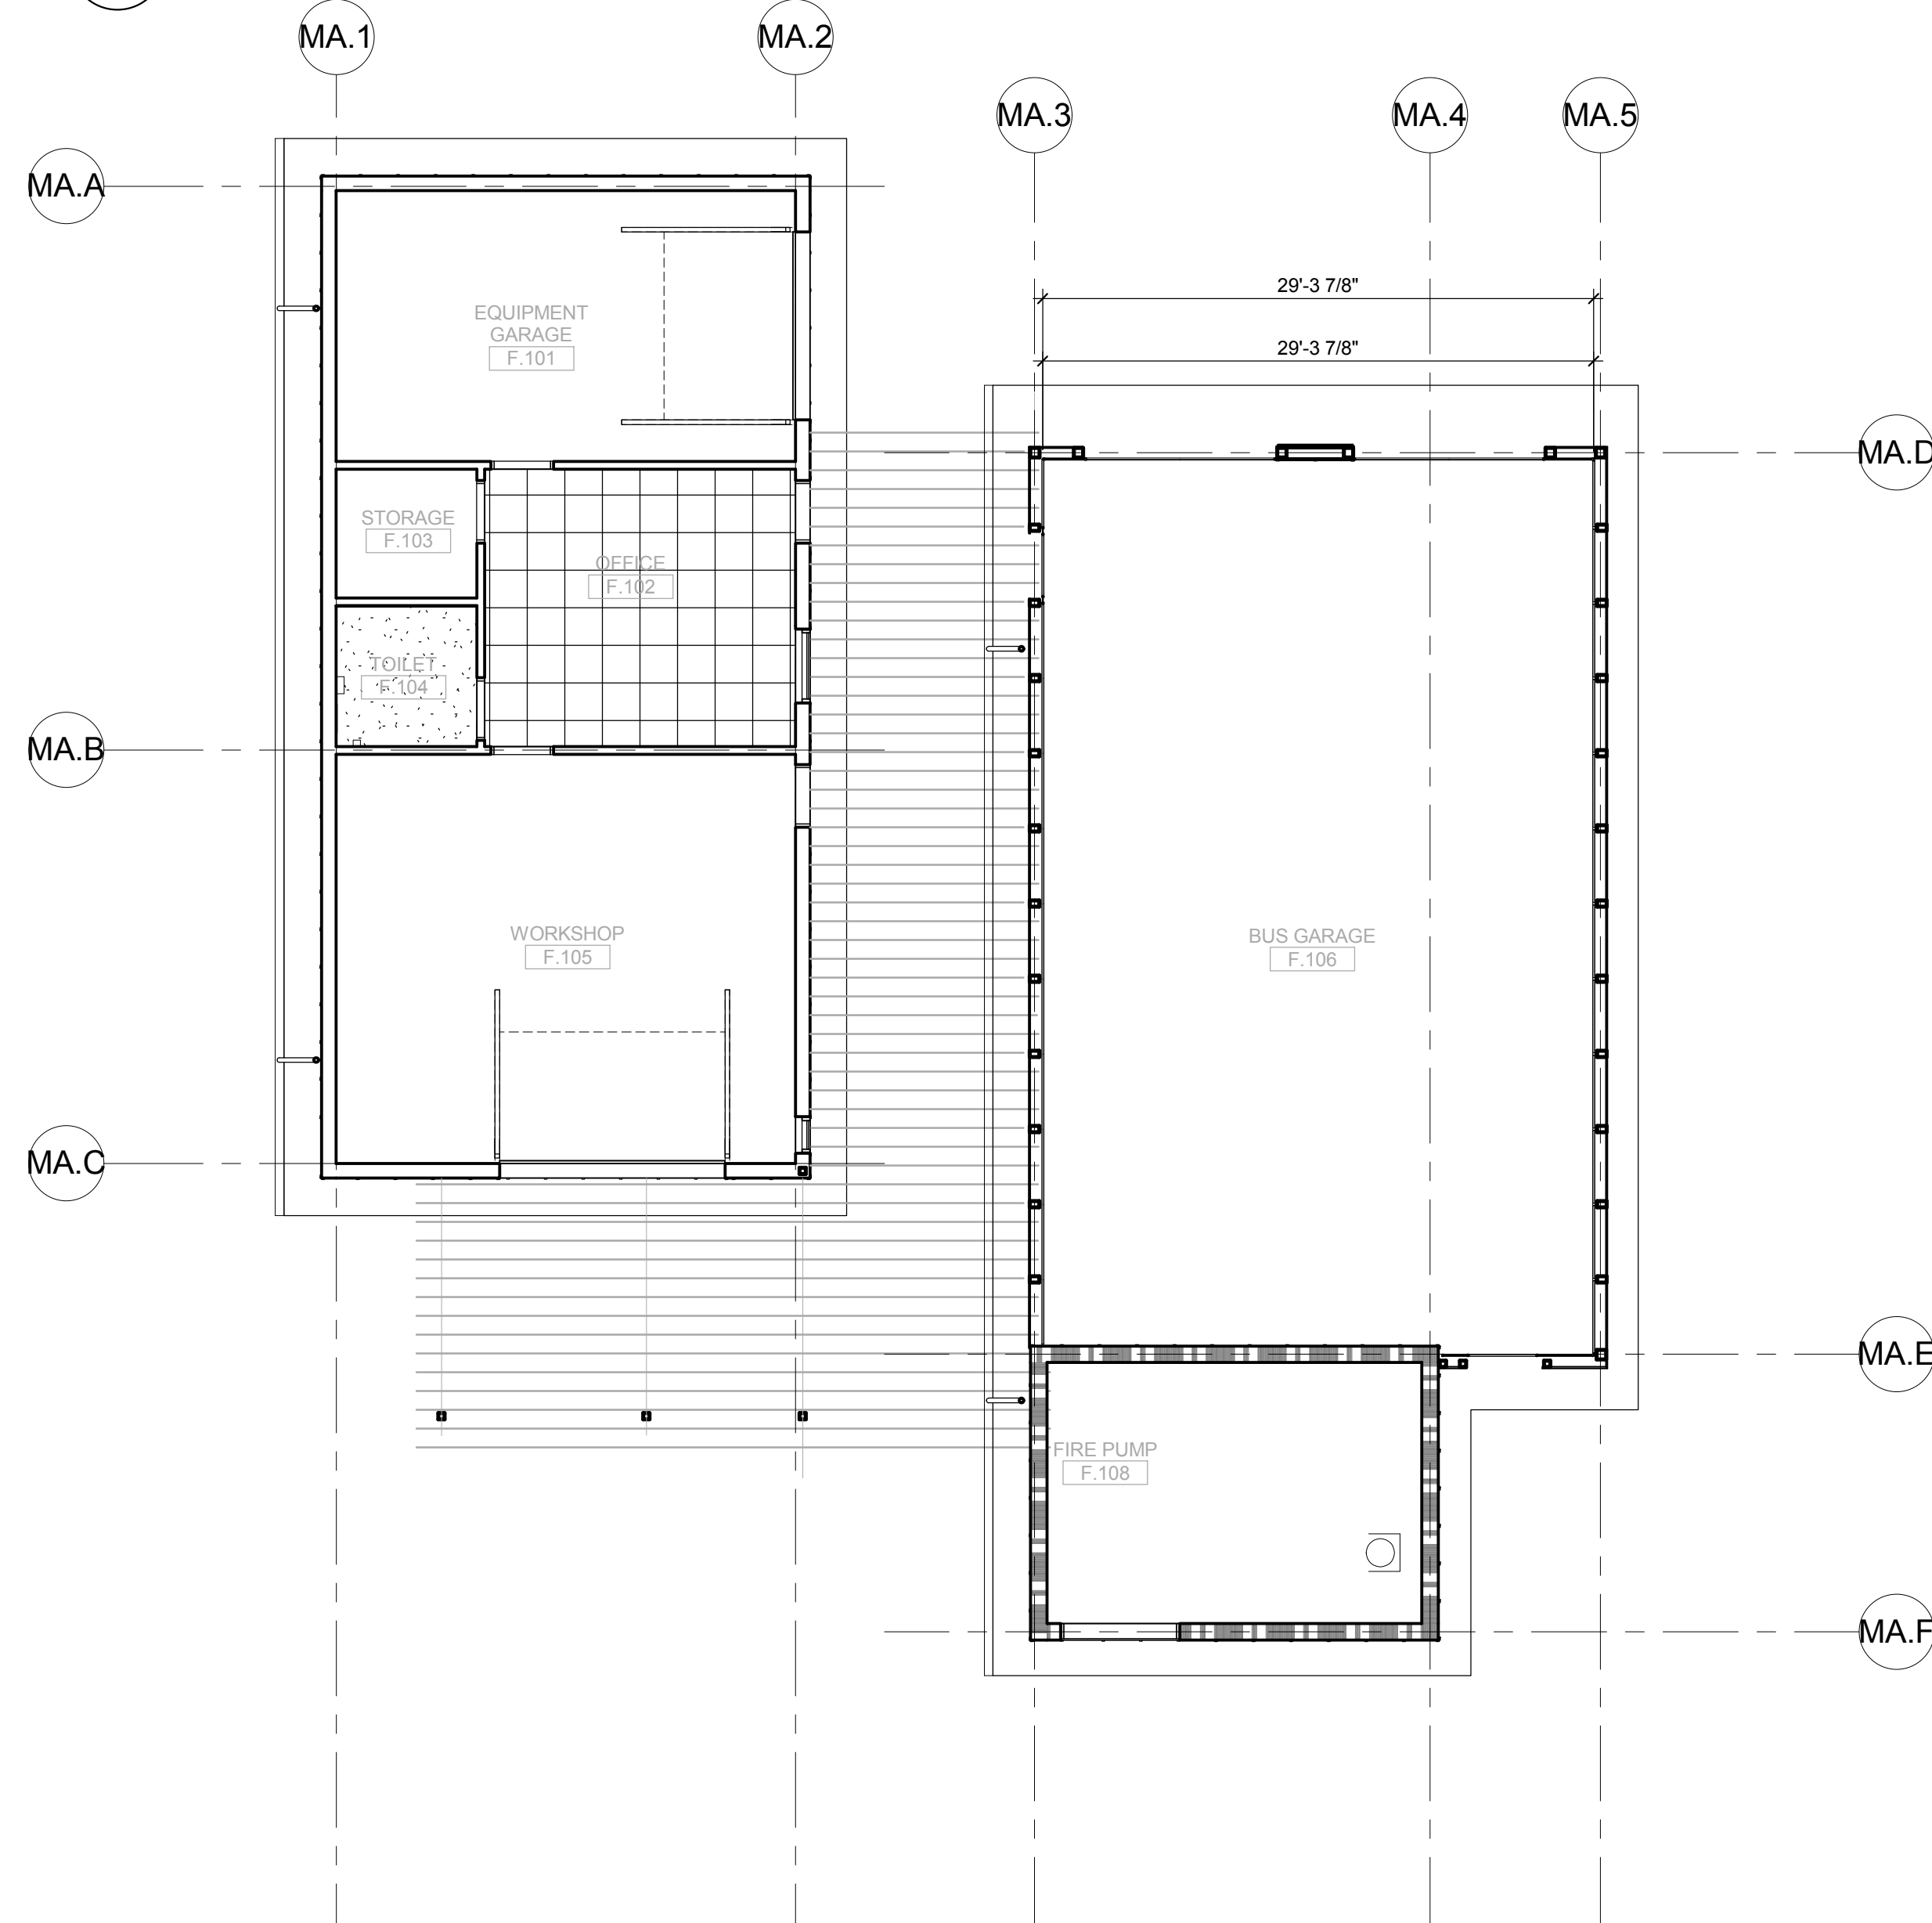 MA.1
MA.2
MA.3
MA.4
MA.5
MA.A
29'-3 7/8"
EQUIPMENT
GARAGE
F.101
29'-3 7/8"
MA.D
STORAGE
F.103
OFFICE
F.102
TOILET
F.104
MA.B
WORKSHOP
F.105
BUS GARAGE
F.106
MA.C
MA.E
FIRE PUMP
F.108
MA.F